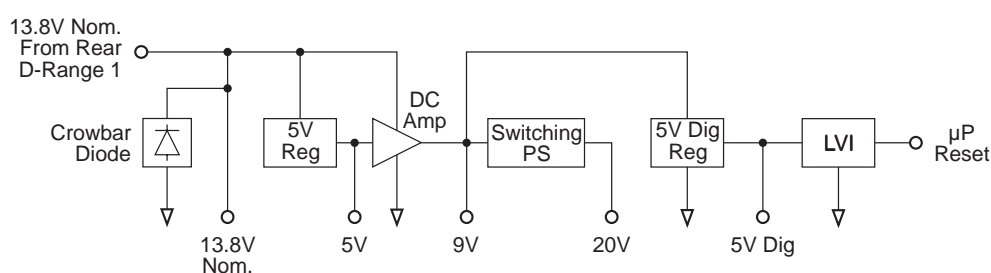 13.8V Nom.
From Rear
D-Range 1
DC
Amp
Crowbar
Diode
5V
Reg
Switching
PS
5V Dig
Reg
LVI
µP
Reset
13.8V
Nom.
5V
9V
20V
5V Dig